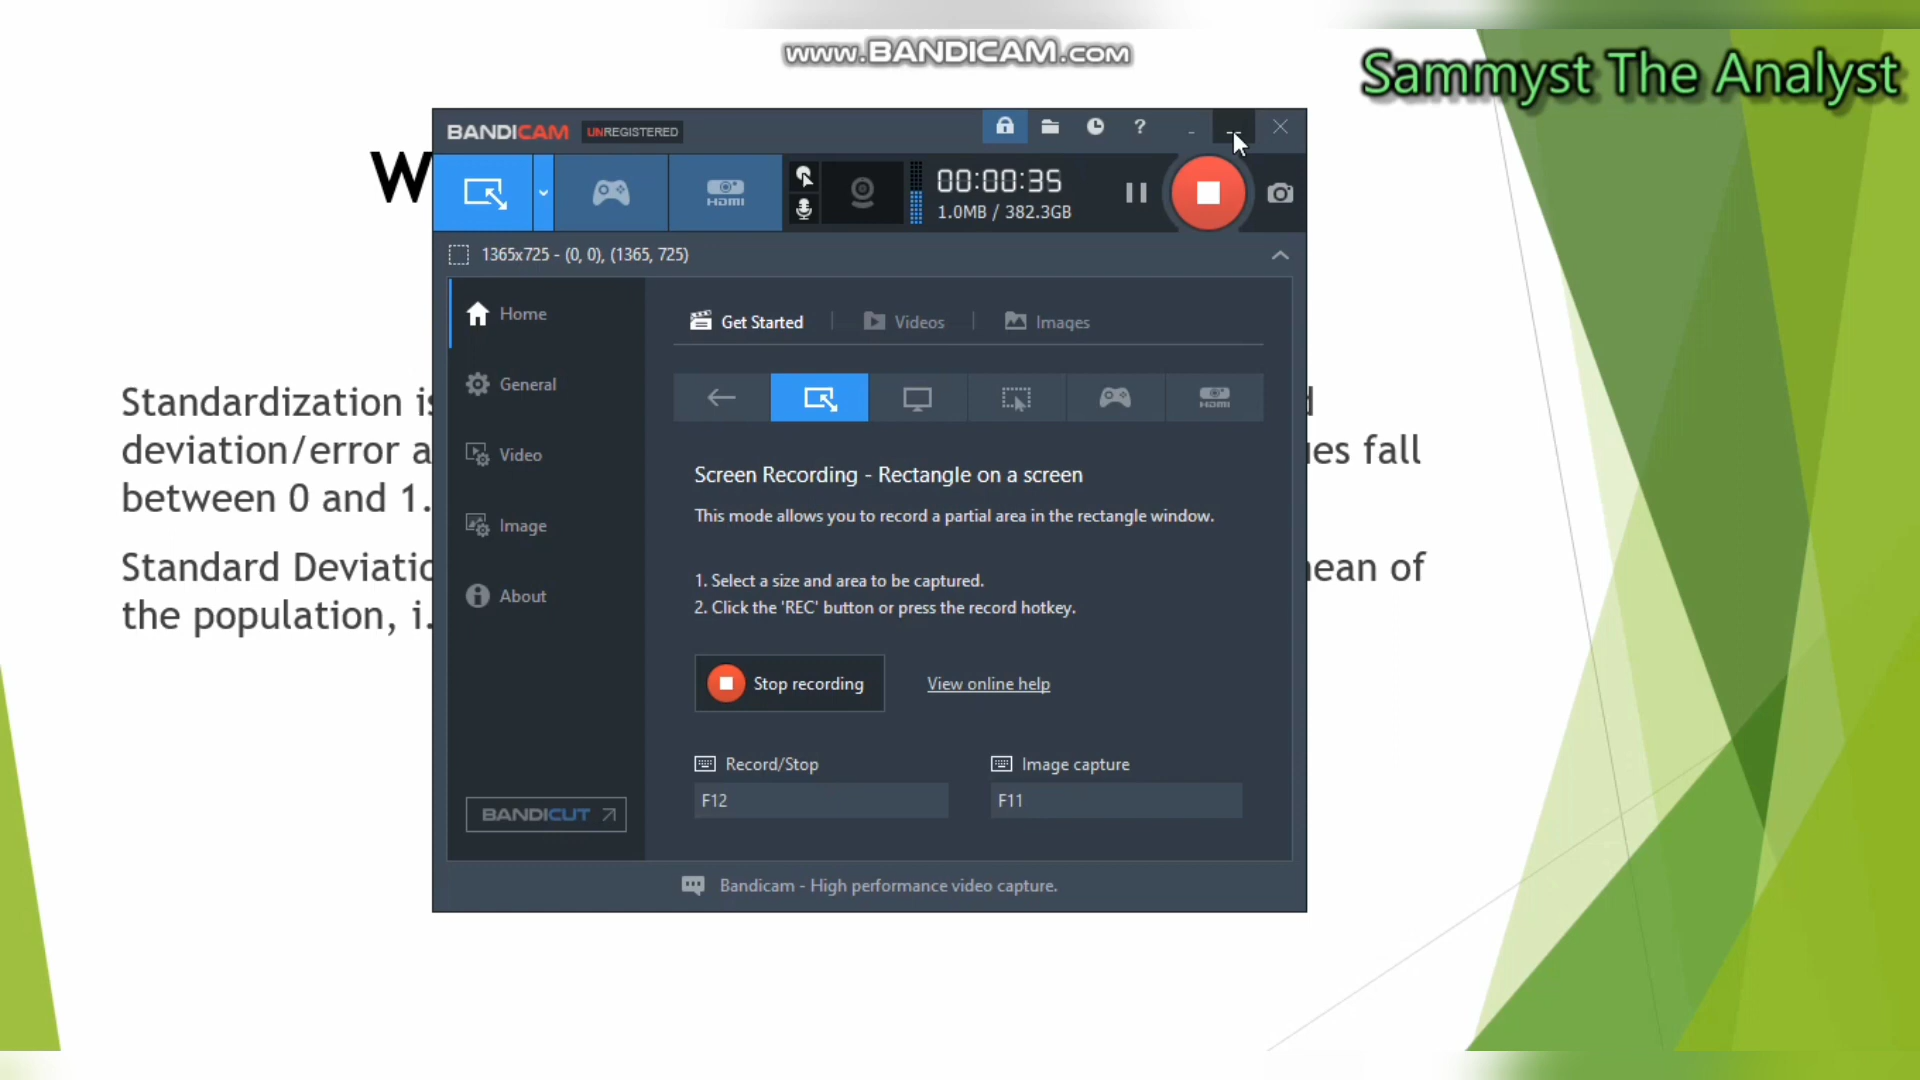 www.BANDICAM.com
Sammyst The Analyst
W
BANDICAM UNREGISTERED
?
HDMI
00:00:35
1.0MB / 382.3GB
1365x725 - (0, 0), (1365, 725)
Home
General
Video
Image
About
BANDICUT
Get Started
Videos
Images
HDMI
Screen Recording - Rectangle on a screen
This mode allows you to record a partial area in the rectangle window.
1. Select a size and area to be captured.
2. Click the 'REC' button or press the record hotkey.
Stop recording
View online help
Record/Stop
Image capture
F12
F11
Bandicam - High performance video capture.
Standardization is
deviation/error a
fall
between 0 and 1.
Standard
of
the population, i.